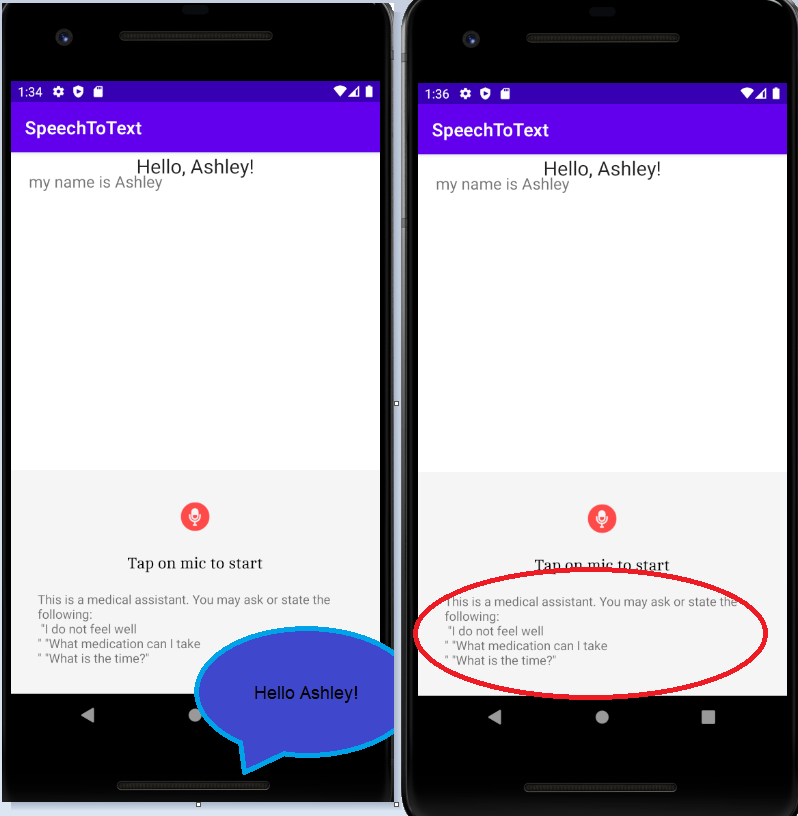 1:34
SpeechToText
Hello, Ashley!
my name is Ashley
Tap on mic to start
This is a medical assistant. You may ask or state the
following:
"I do not feel well
" "What medication can I take
" "What is the time?"
Hello Ashley!
1:36
SpeechToText
Hello, Ashley!
my name is Ashley
Tap on mic to start
This is a medical assistant. You may ask or state the
following:
"I do not feel well
" "What medication can I take
" "What is the time?"